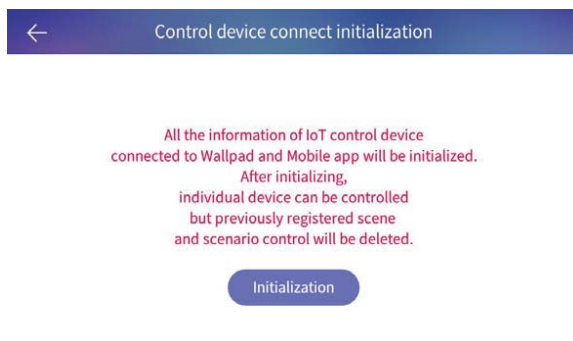 Control device connect initialization
All the information of IoT control device
connected to Wallpad and Mobile app will be initialized.
After initializing,
individual device can be controlled
but previously registered scene
and scenario control will be deleted.
Initialization